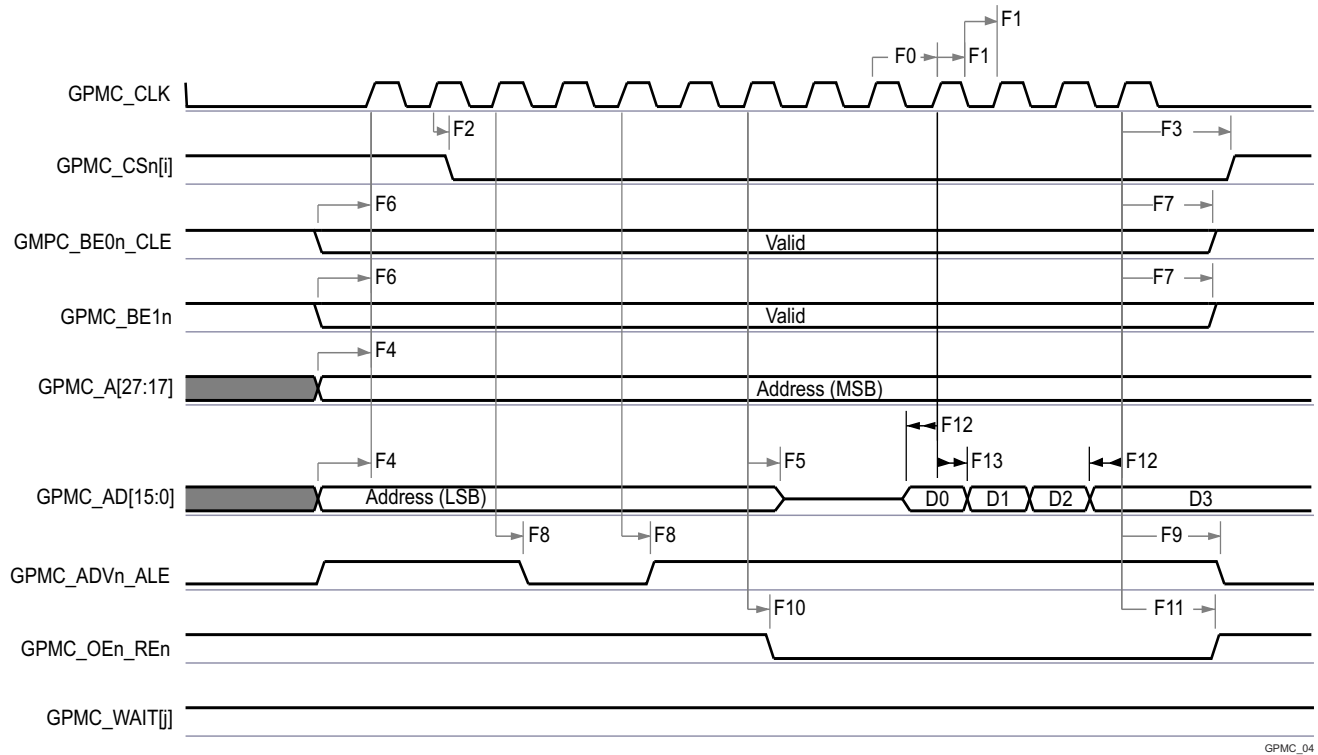 F1
F0 F1
GPMC_CLK
F2 F3
GPMC_CSn[i]
F6 F7
GMPC_BE0n_CLE Valid
F6 F7
GPMC_BE1n Valid
F4
GPMC_A[27:17] Address (MSB)
F12
F4 F5 F13 F12
GPMC_AD[15:0] Address (LSB) D0 D1 D2 D3
F8 F8 F9
GPMC_ADVn_ALE
F10 F11
GPMC_OEn_REn
GPMC_WAIT[j]
GPMC_04